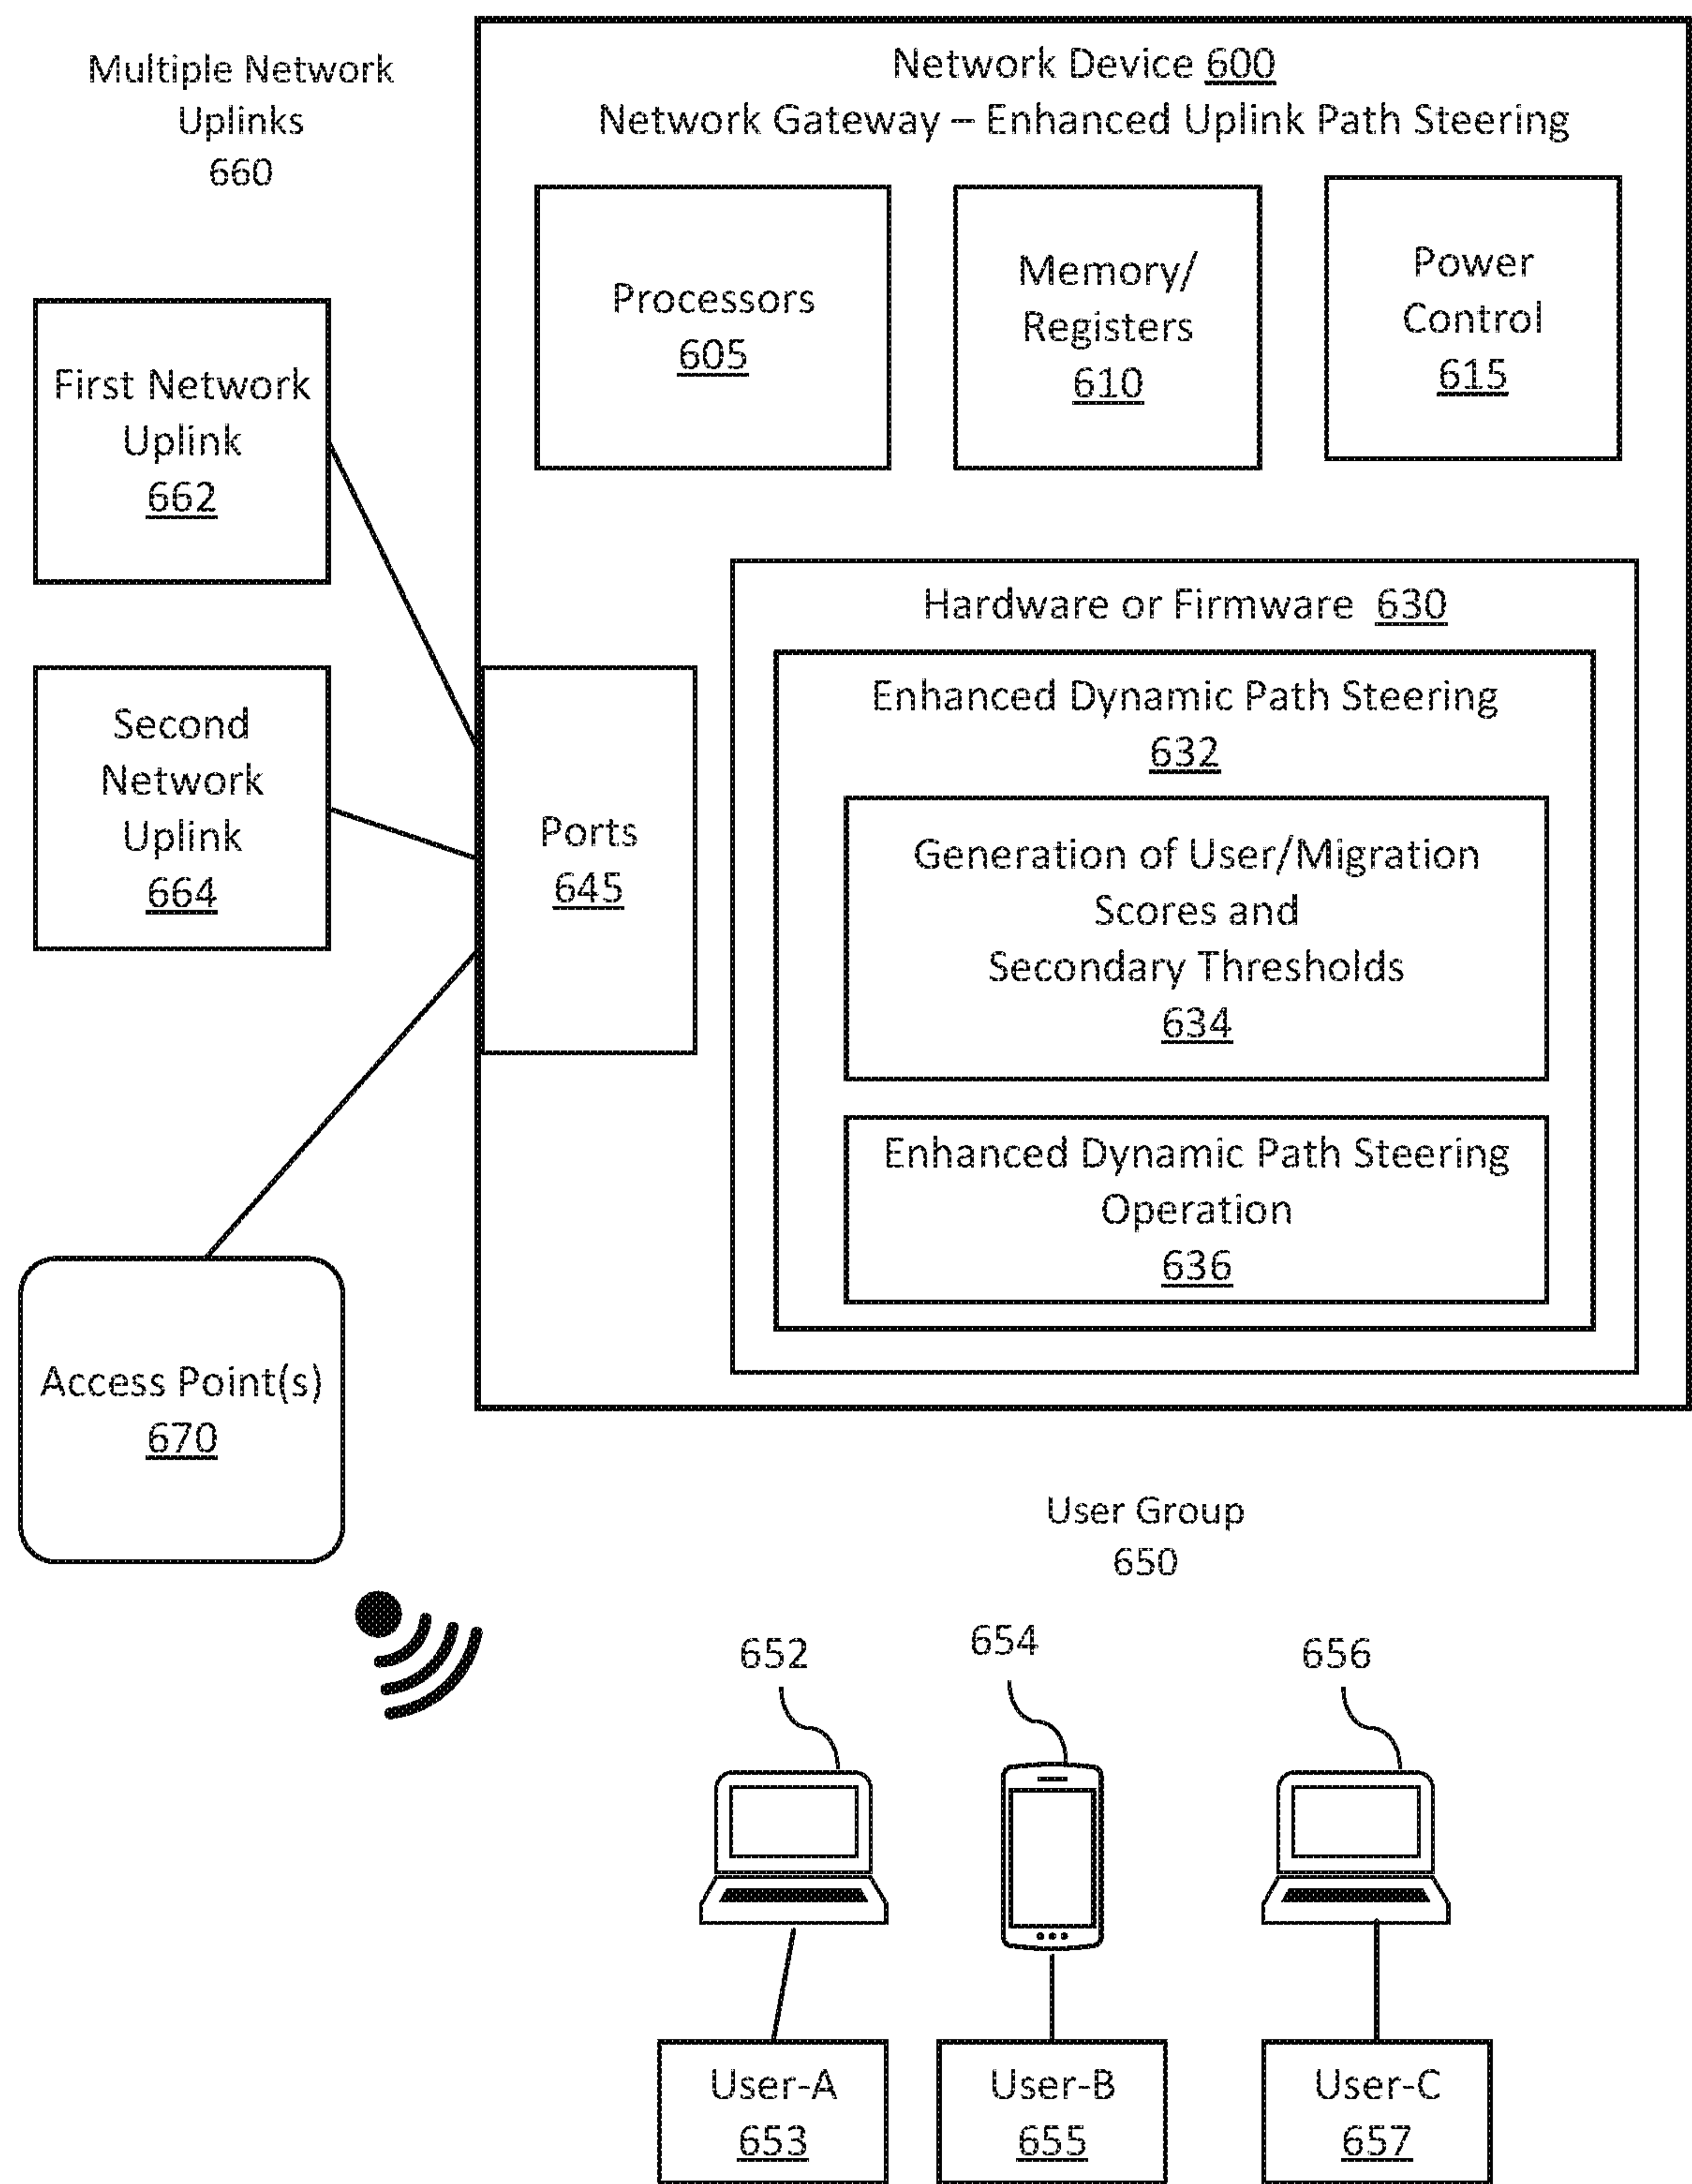 Multiple Network
Uplinks
660
Network Device 600
Network Gateway – Enhanced Uplink Path Steering
Processors
605
Memory/
Registers
610
Power
Control
615
First Network
Uplink
662
Second
Network
Uplink
664
Ports
645
Hardware or Firmware 630
Enhanced Dynamic Path Steering
632
Generation of User/Migration
Scores and
Secondary Thresholds
634
Enhanced Dynamic Path Steering
Operation
636
Access Point(s)
670
User Group
650
652
654
656
User-A
653
User-B
655
User-C
657